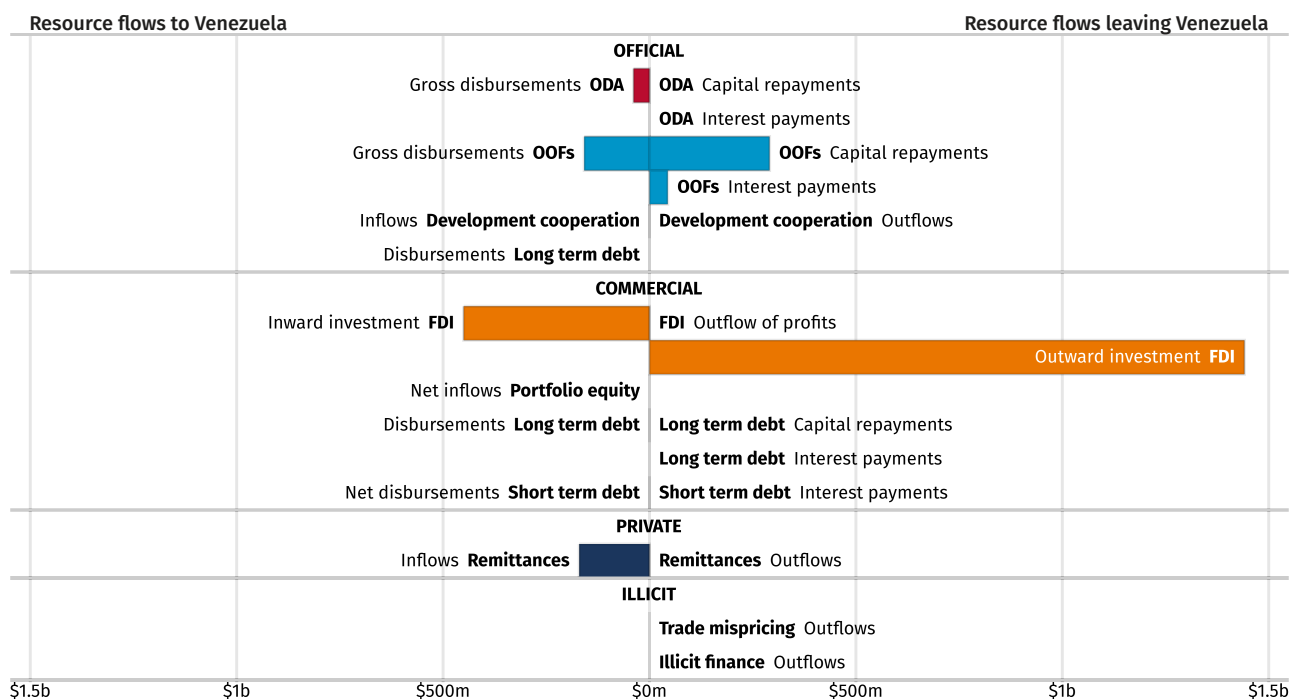 Resource flows to Venezuela Resource flows leaving Venezuela
OFFICIAL
Gross disbursements ODA ODA Capital repayments
ODA Interest payments
Gross disbursements OOFs OOFs Capital repayments
OOFs Interest payments
Inflows Development cooperation Development cooperation Outflows
Disbursements Long term debt
COMMERCIAL
Inward investment FDI FDI Outflow of profits
Outward investment FDI
Net inflows Portfolio equity
Disbursements Long term debt Long term debt Capital repayments
Long term debt Interest payments
Net disbursements Short term debt Short term debt Interest payments
PRIVATE
Inflows Remittances Remittances Outflows
ILLICIT
Trade mispricing Outflows
Illicit finance Outflows
$1.5b $1b $500m $0m $500m $1b $1.5b